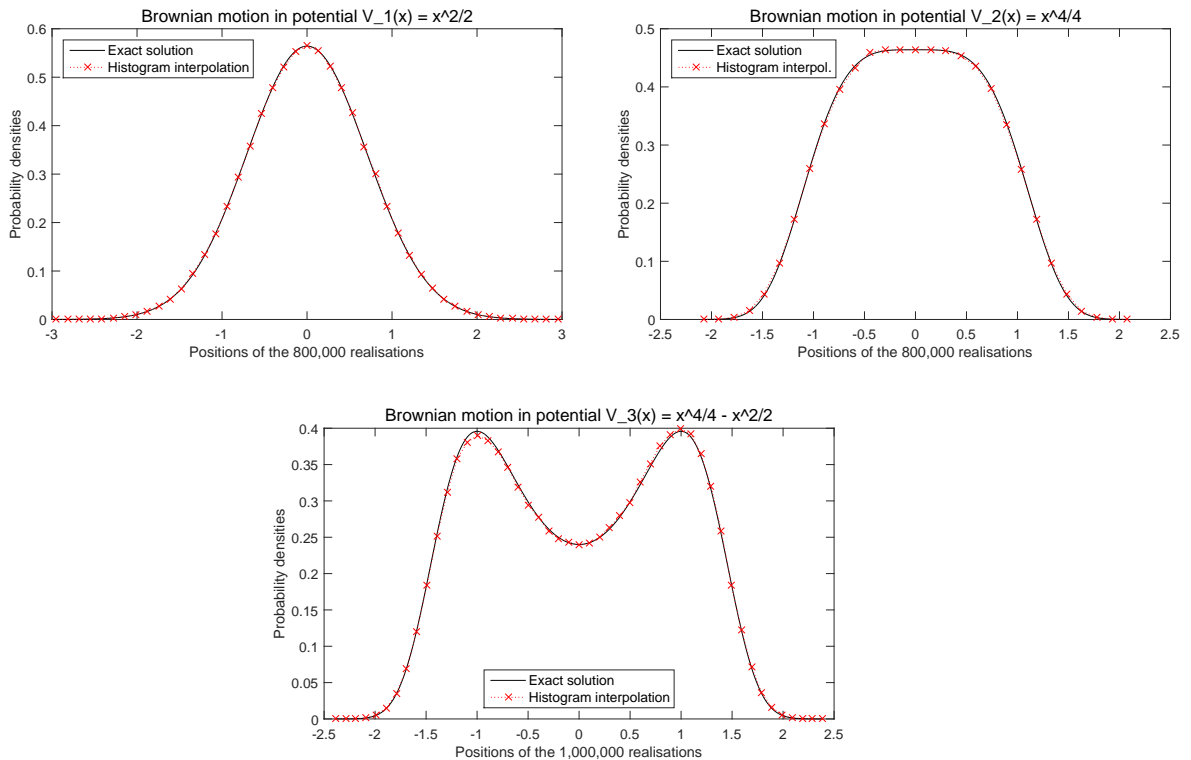 Brownian motion in potential V_1(x) = x^2/2
0.6
0.5
0.4
0.3
0.2
0.1
0
Probability densities
Exact solution
Histogram interpolation
-3 -2 -1 0 1 2 3
Positions of the 800,000 realisations
Brownian motion in potential V_2(x) = x^4/4
0.5
0.4
0.3
0.2
0.1
0
Probability densities
Exact solution
Histogram interpol.
-2.5 -2 -1.5 -1 -0.5 0 0.5 1 1.5 2 2.5
Positions of the 800,000 realisations
Brownian motion in potential V_3(x) = x^4/4 - x^2/2
0.4
0.35
0.3
0.25
0.2
0.15
0.1
0.05
0
Probability densities
Exact solution
Histogram interpolation
-2.5 -2 -1.5 -1 -0.5 0 0.5 1 1.5 2 2.5
Positions of the 1,000,000 realisations